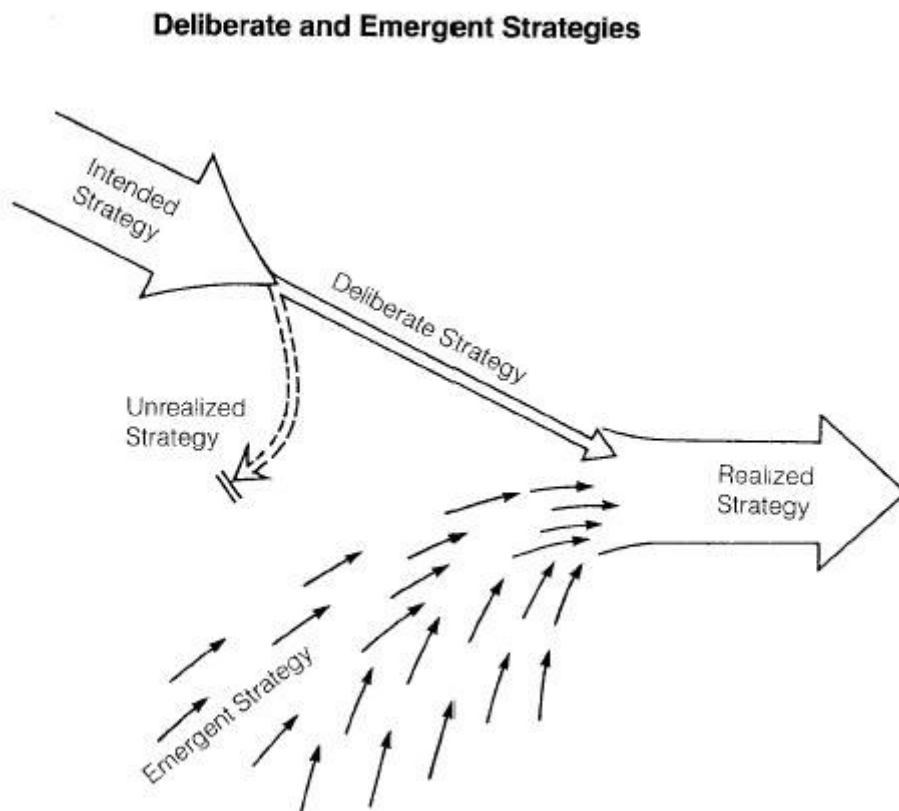 Deliberate and Emergent Strategies
Intended
Strategy
Deliberate Strategy
Unrealized
Strategy
Realized
Strategy
Emergent Strategy